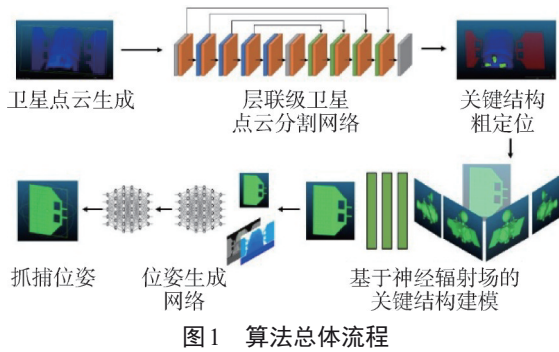 卫星点云生成
层联级卫星
点云分割网络
关键结构
粗定位
抓捕位姿
位姿生成
网络
基于神经辐射场的
关键结构建模
图1 算法总体流程